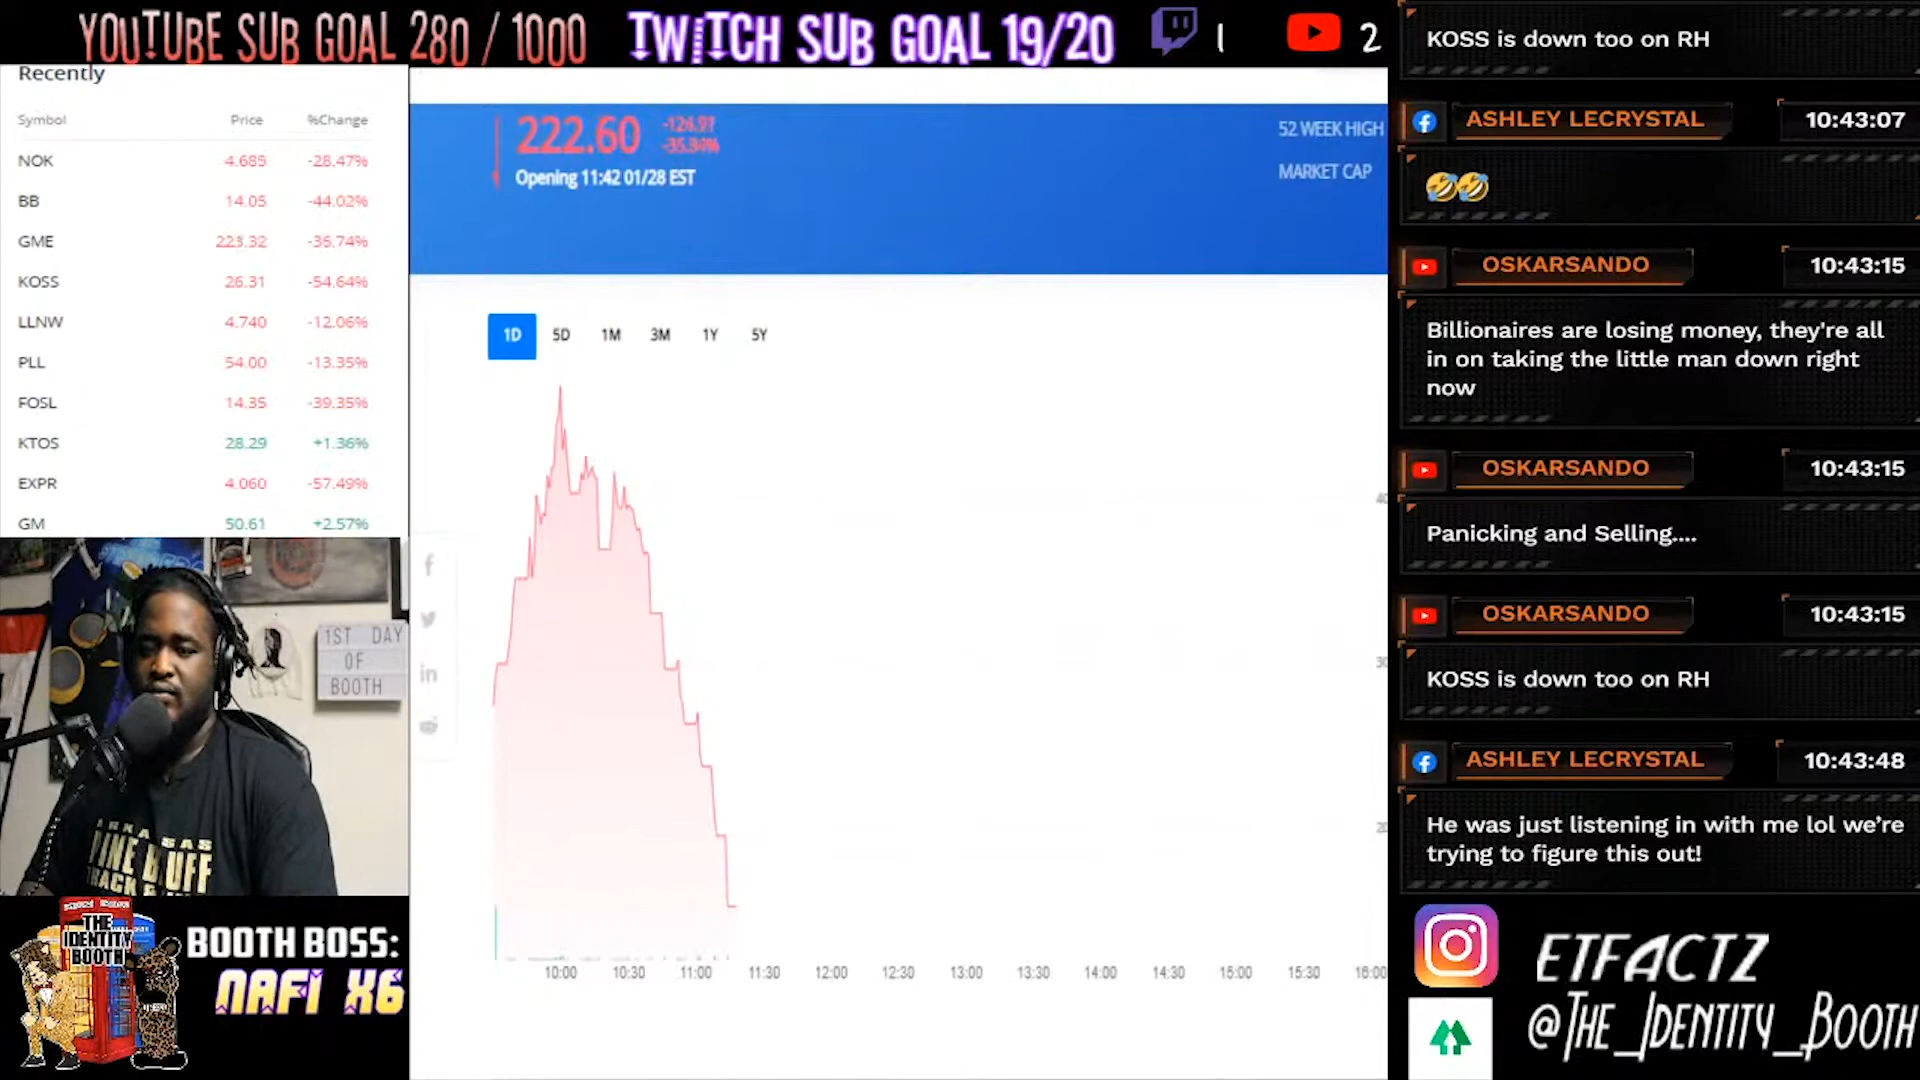 YOUTUBE SUB GOAL 280 / 1000
TWITCH SUB GOAL 19/20
1
2
Recently
Symbol Price %Change
NOK 4.685 -28.47%
BB 14.05 -44.02%
GME 223.32 -35.74%
KOSS 26.31 -54.64%
LLNW 4.740 -12.06%
PLL 54.00 -13.35%
FOSL 14.35 -39.35%
KTOS 28.29 +1.36%
EXPR 4.060 -57.49%
GM 50.61 +2.57%
222.60
-124.91
Opening 11:42 01/28 EST
52 WEEK HIGH
MARKET CAP
1D 5D 1M 3M 1Y 5Y
10:00 10:30 11:00 11:30 12:00 12:30 13:00 13:30 14:00 14:30 15:00 15:30 16:00
1ST DAY
OF
BOOTH
THE
IDENTITY
BOOTH
BOOTH BOSS:
NAFI X6
KOSS is down too on RH
ASHLEY LECRYSTAL 10:43:07
🤣🤣
OSKARSANDO 10:43:15
Billionaires are losing money, they're all
in on taking the little man down right
now
OSKARSANDO 10:43:15
Panicking and Selling....
OSKARSANDO 10:43:15
KOSS is down too on RH
ASHLEY LECRYSTAL 10:43:48
He was just listening in with me lol we're
trying to figure this out!
ETFACTZ
@THE_IDENTITY_BOOTH